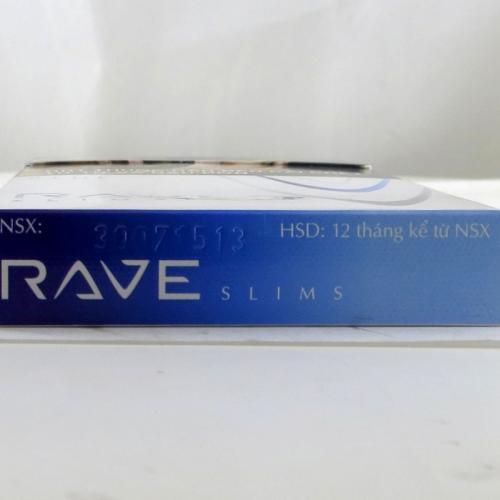 NSX: HSD: 12 tháng kể từ NSX
RAVE SLIMS